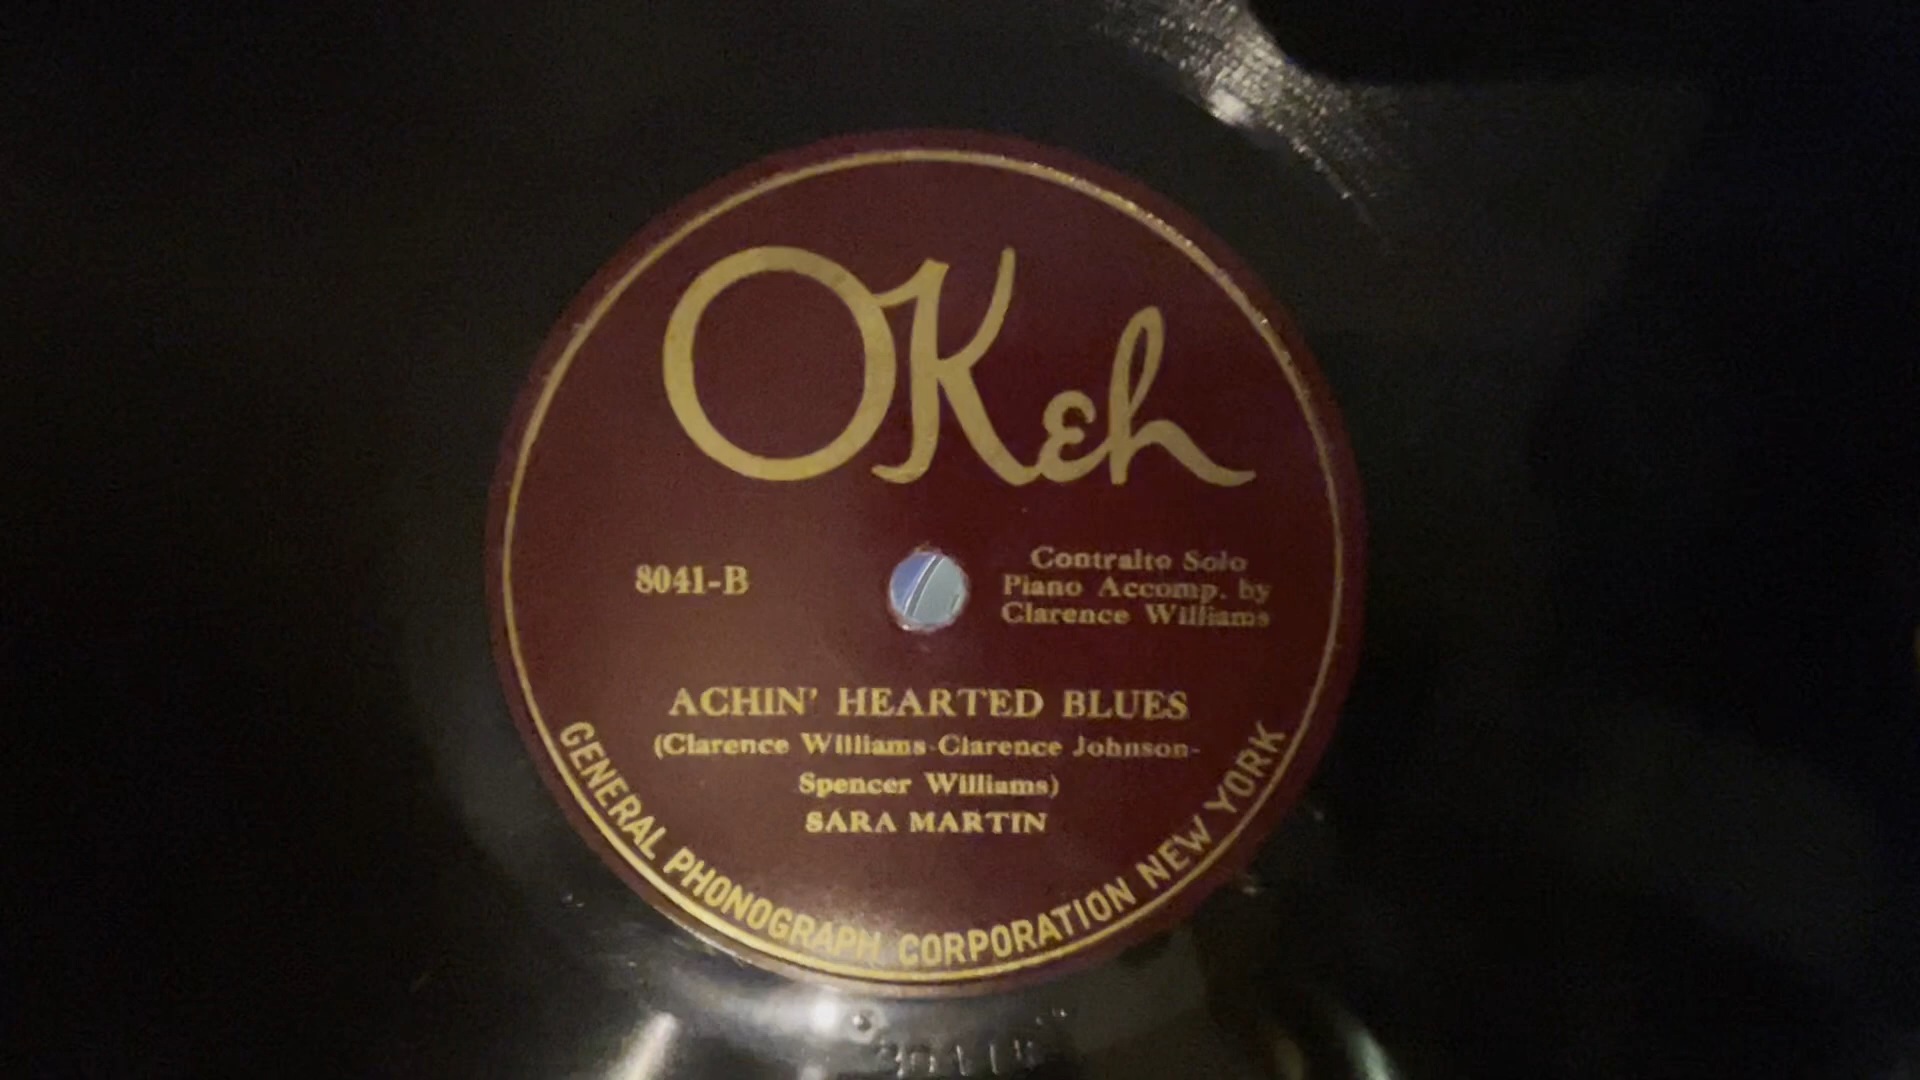 OKeh
8041-B
Contralto Solo
Piano Accomp. by
Clarence Williams
ACHIN' HEARTED BLUES
(Clarence Williams-Clarence Johnson-
Spencer Williams)
SARA MARTIN
GENERAL PHONOGRAPH CORPORATION NEW YORK